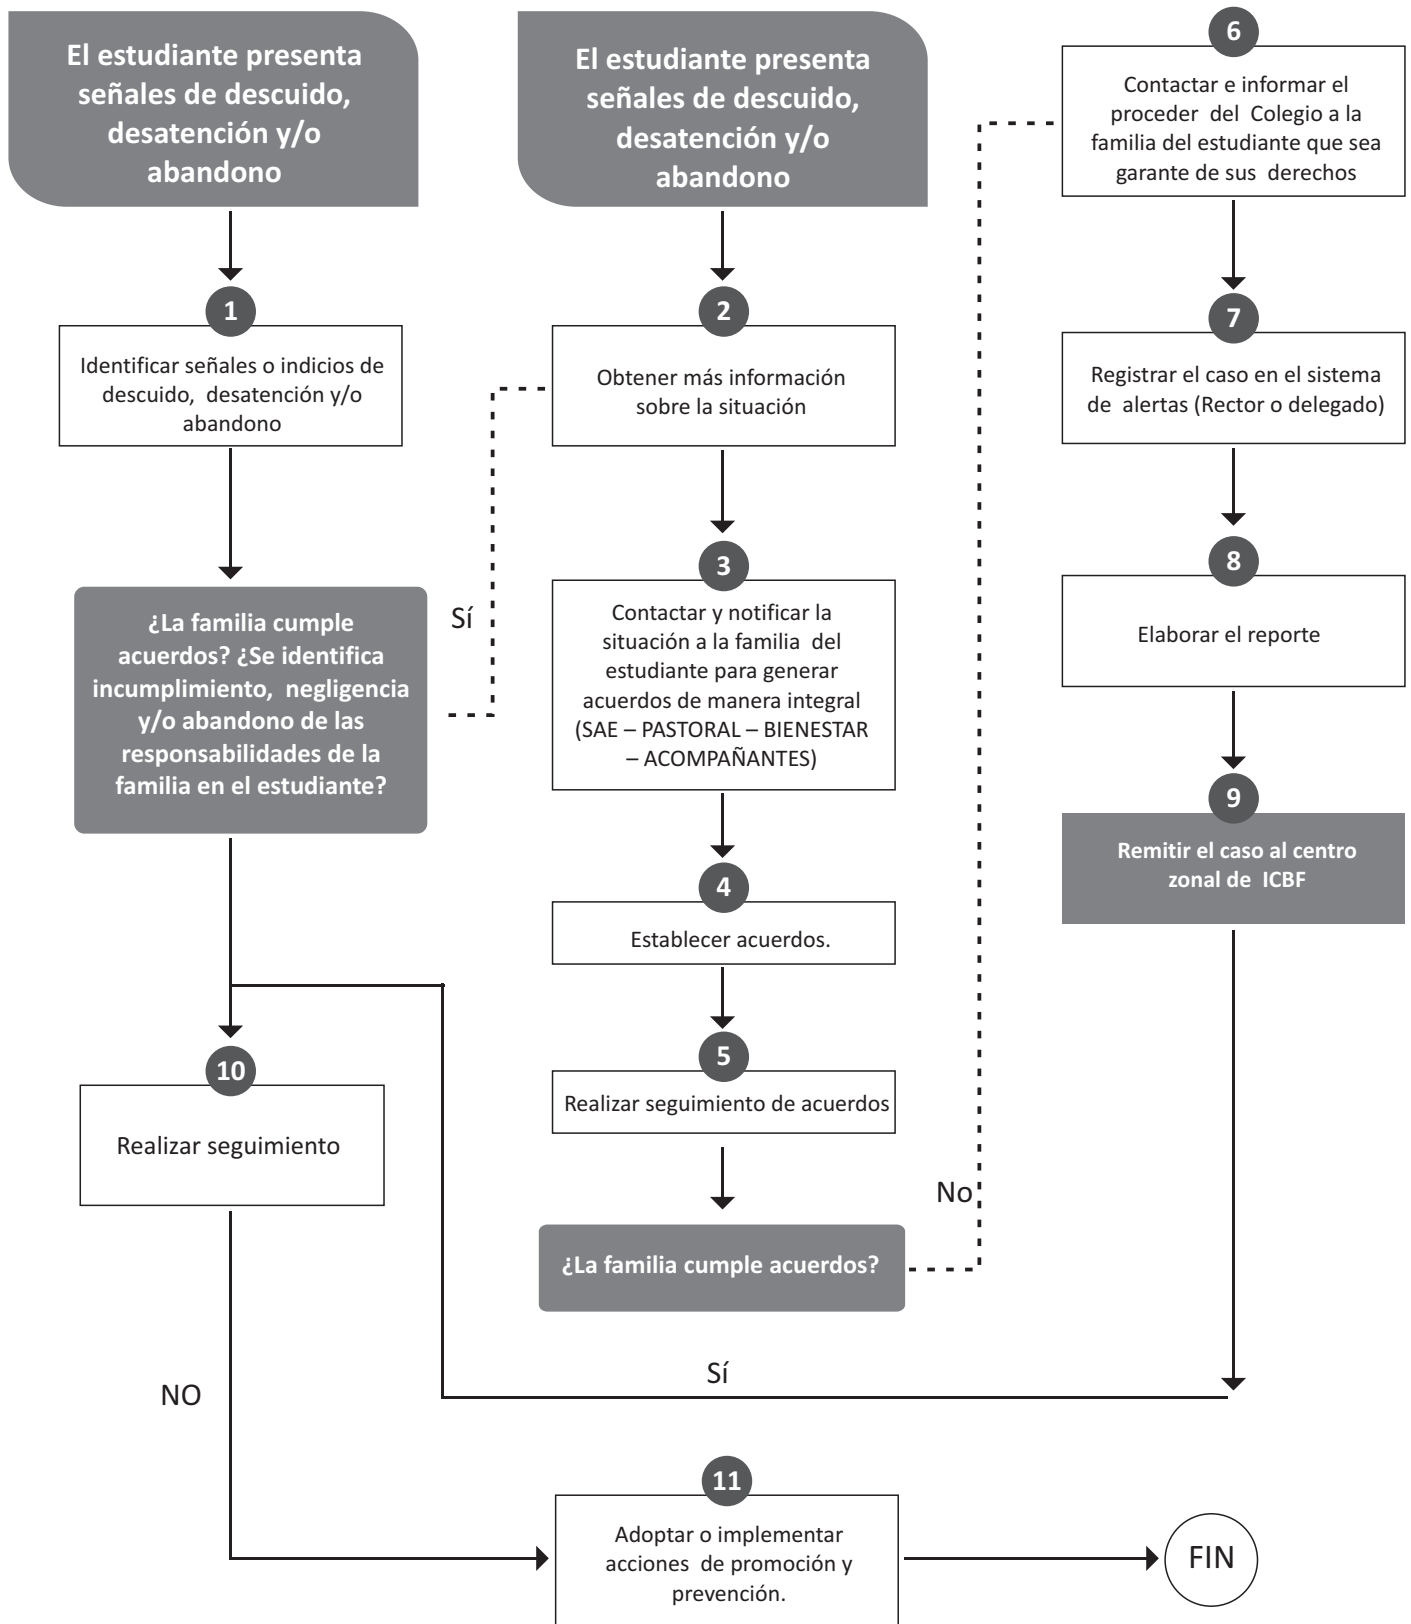 El estudiante presenta
señales de descuido,
desatención y/o
abandono
1
Identificar señales o indicios de
descuido, desatención y/o
abandono
¿La familia cumple
acuerdos? ¿Se identifica
incumplimiento, negligencia
y/o abandono de las
responsabilidades de la
familia en el estudiante?
Sí
10
Realizar seguimiento
NO
El estudiante presenta
señales de descuido,
desatención y/o
abandono
2
Obtener más información
sobre la situación
3
Contactar y notificar la
situación a la familia del
estudiante para generar
acuerdos de manera integral
(SAE – PASTORAL – BIENESTAR
– ACOMPAÑANTES)
4
Establecer acuerdos.
5
Realizar seguimiento de acuerdos
¿La familia cumple acuerdos?
No
Sí
6
Contactar e informar el
proceder del Colegio a la
familia del estudiante que sea
garante de sus derechos
7
Registrar el caso en el sistema
de alertas (Rector o delegado)
8
Elaborar el reporte
9
Remitir el caso al centro
zonal de ICBF
11
Adoptar o implementar
acciones de promoción y
prevención.
FIN